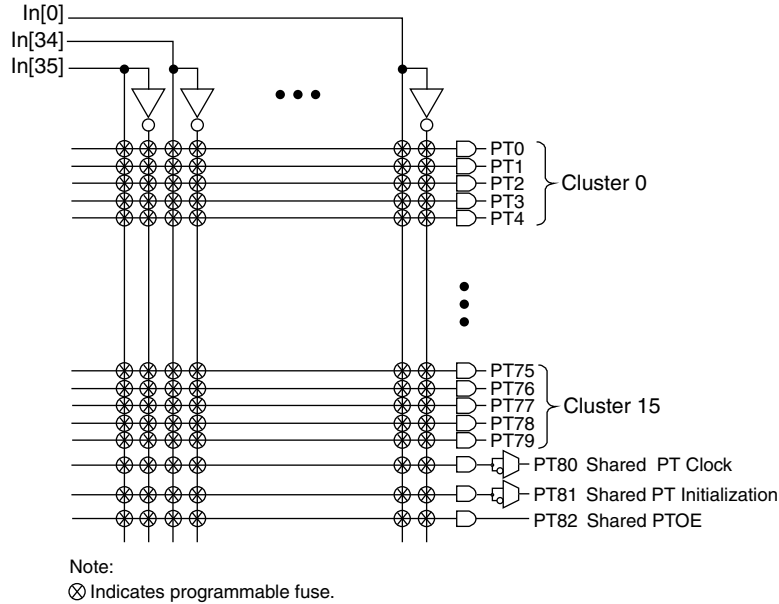 In[0]
In[34]
In[35]
PT0
PT1
PT2
PT3
PT4
Cluster 0
PT75
PT76
PT77
PT78
PT79
Cluster 15
PT80 Shared PT Clock
PT81 Shared PT Initialization
PT82 Shared PTOE
Note:
Indicates programmable fuse.